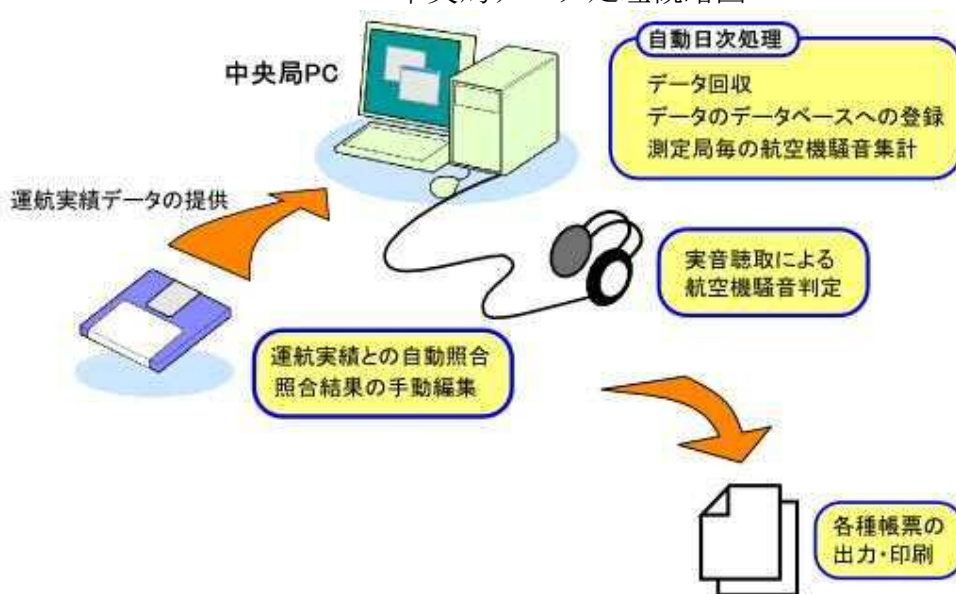 中央局PC
自動日次処理
データ回収
データのデータベースへの登録
測定局毎の航空機騒音集計
運航実績データの提供
実音聴取による
航空機騒音判定
運航実績との自動照合
照合結果の手動編集
各種帳票の
出力・印刷